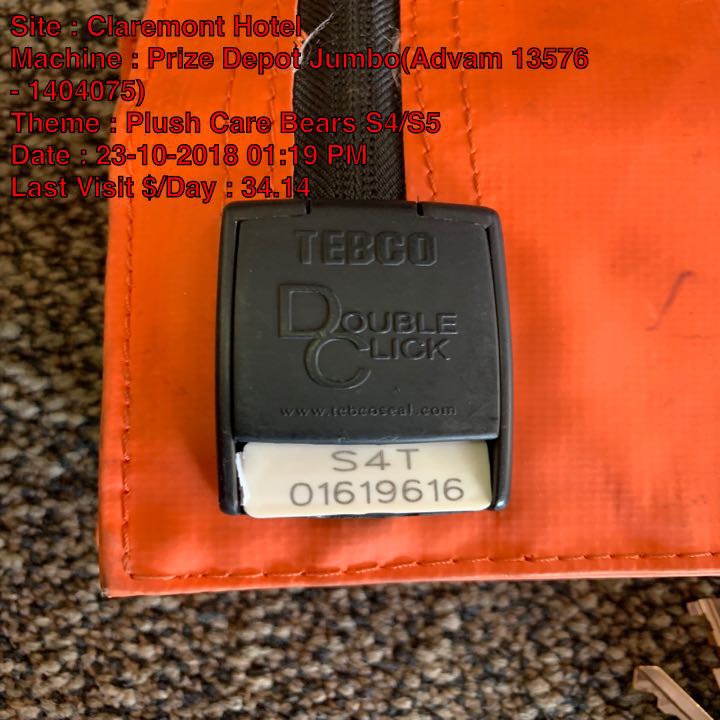 Site : Claremont Hotel
Machine : Prize Depot Jumbo(Advam 13576
- 1404075)
Theme : Plush Care Bears S4/S5
Date : 23-10-2018 01:19 PM
Last Visit $/Day : 34.14
TEBCO
DOUBLE
CLICK
www.tebcoseal.com
S4T
01619616